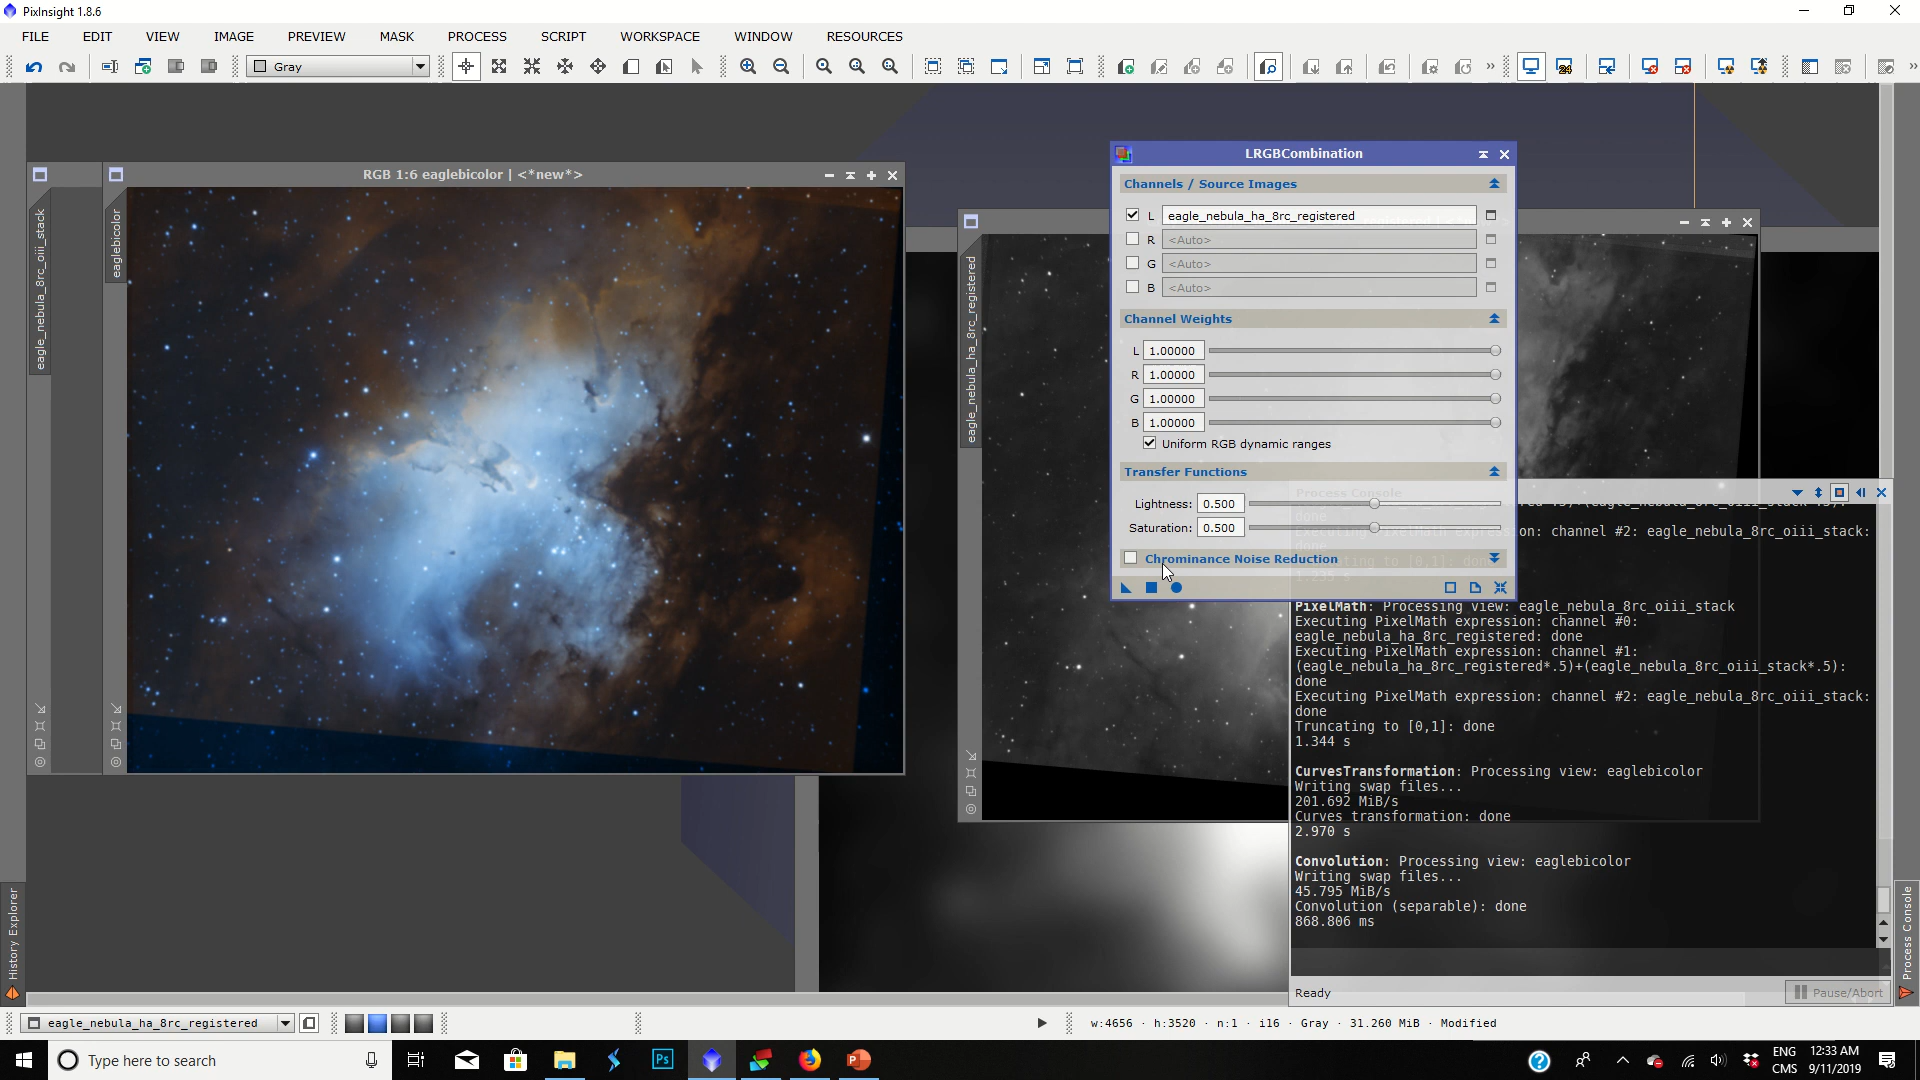 PixInsight 1.8.6
FILE EDIT VIEW IMAGE PREVIEW MASK PROCESS SCRIPT WORKSPACE WINDOW RESOURCES
Gray
24
RGB 1:6 eaglebicolor | <*new*>
eagle_nebula_8rc_oiii_stack
eaglebicolor
eagle_nebula_ha_8rc_registered
LRGBCombination
Channels / Source Images
L eagle_nebula_ha_8rc_registered
R <Auto>
G <Auto>
B <Auto>
Channel Weights
L 1.00000
R 1.00000
G 1.00000
B 1.00000
Uniform RGB dynamic ranges
Transfer Functions
Lightness: 0.500
Saturation: 0.500
Chrominance Noise Reduction
Process Console
done
on: channel #2: eagle_nebula_8rc_oiii_stack:
1.235 s
PixelMath: Processing view: eagle_nebula_8rc_oiii_stack
Executing PixelMath expression: channel #0:
eagle_nebula_ha_8rc_registered: done
Executing PixelMath expression: channel #1:
(eagle_nebula_ha_8rc_registered*.5)+(eagle_nebula_8rc_oiii_stack*.5):
done
Executing PixelMath expression: channel #2: eagle_nebula_8rc_oiii_stack:
done
Truncating to [0,1]: done
1.344 s
CurvesTransformation: Processing view: eaglebicolor
Writing swap files...
201.692 MiB/s
Curves transformation: done
2.970 s
Convolution: Processing view: eaglebicolor
Writing swap files...
45.795 MiB/s
Convolution (separable): done
868.806 ms
Ready
Pause/Abort
History Explorer
Process Console
eagle_nebula_ha_8rc_registered
w:4656 · h:3520 · n:1 · i16 · Gray · 31.260 MiB · Modified
Type here to search
Ps
ENG
CMS
12:33 AM
9/11/2019